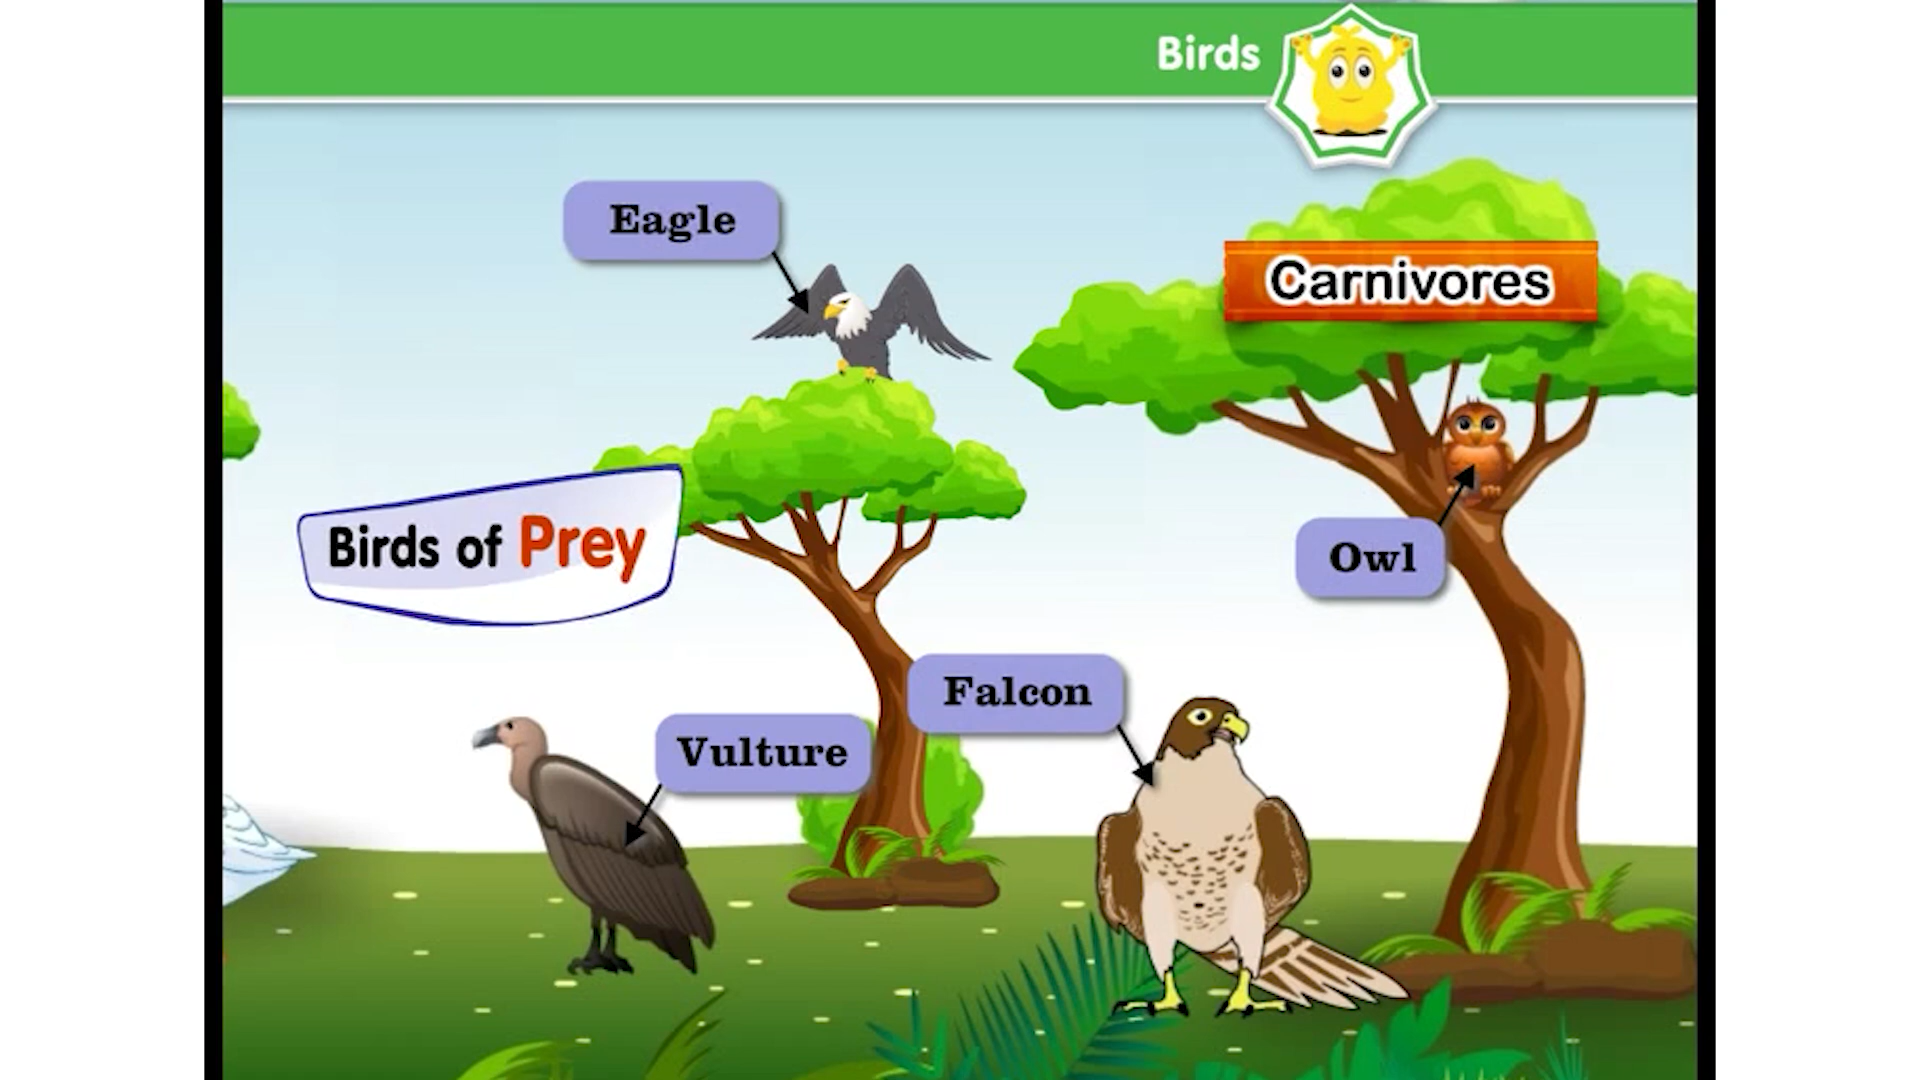 Birds
Eagle
Carnivores
Birds of Prey
Owl
Falcon
Vulture